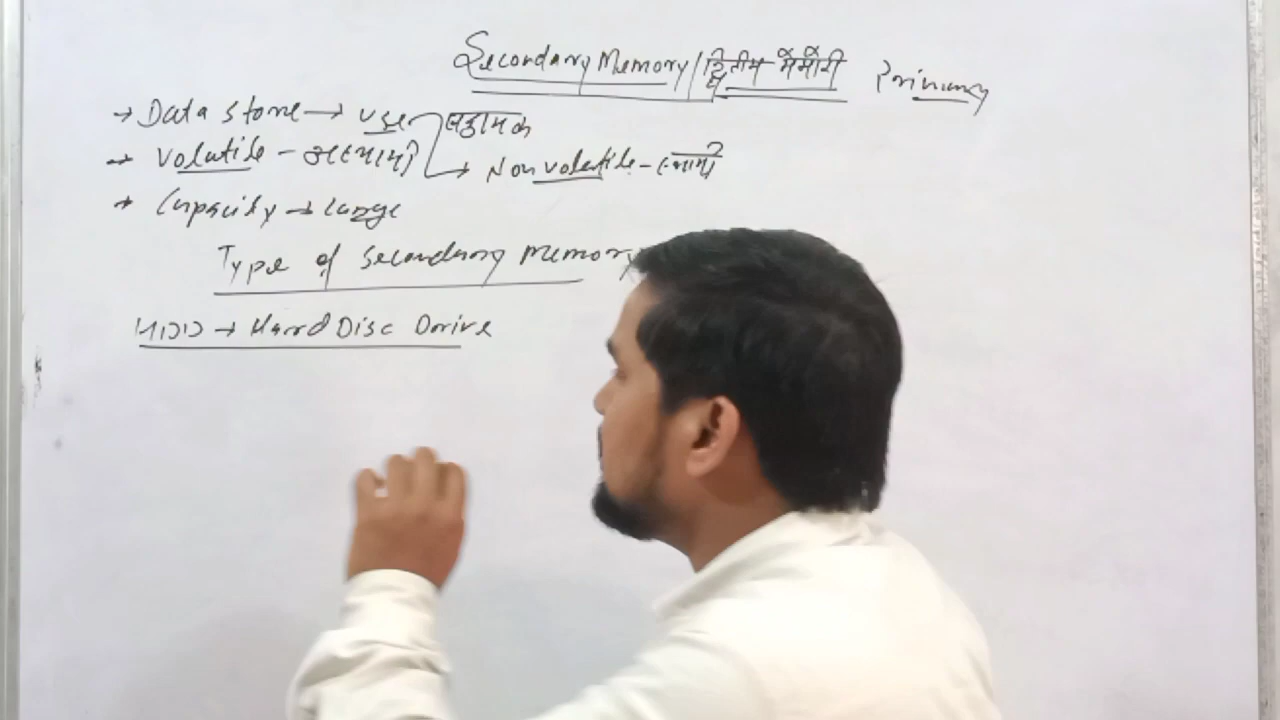 Secondary Memory / द्वितीय मैमोरी Primary
→ Data store → use सहायक
→ Volatile - अस्थायी → Non volatile - स्थायी
→ Capacity → large
Type of Secondary Memory
HDD → Hard Disc Drive